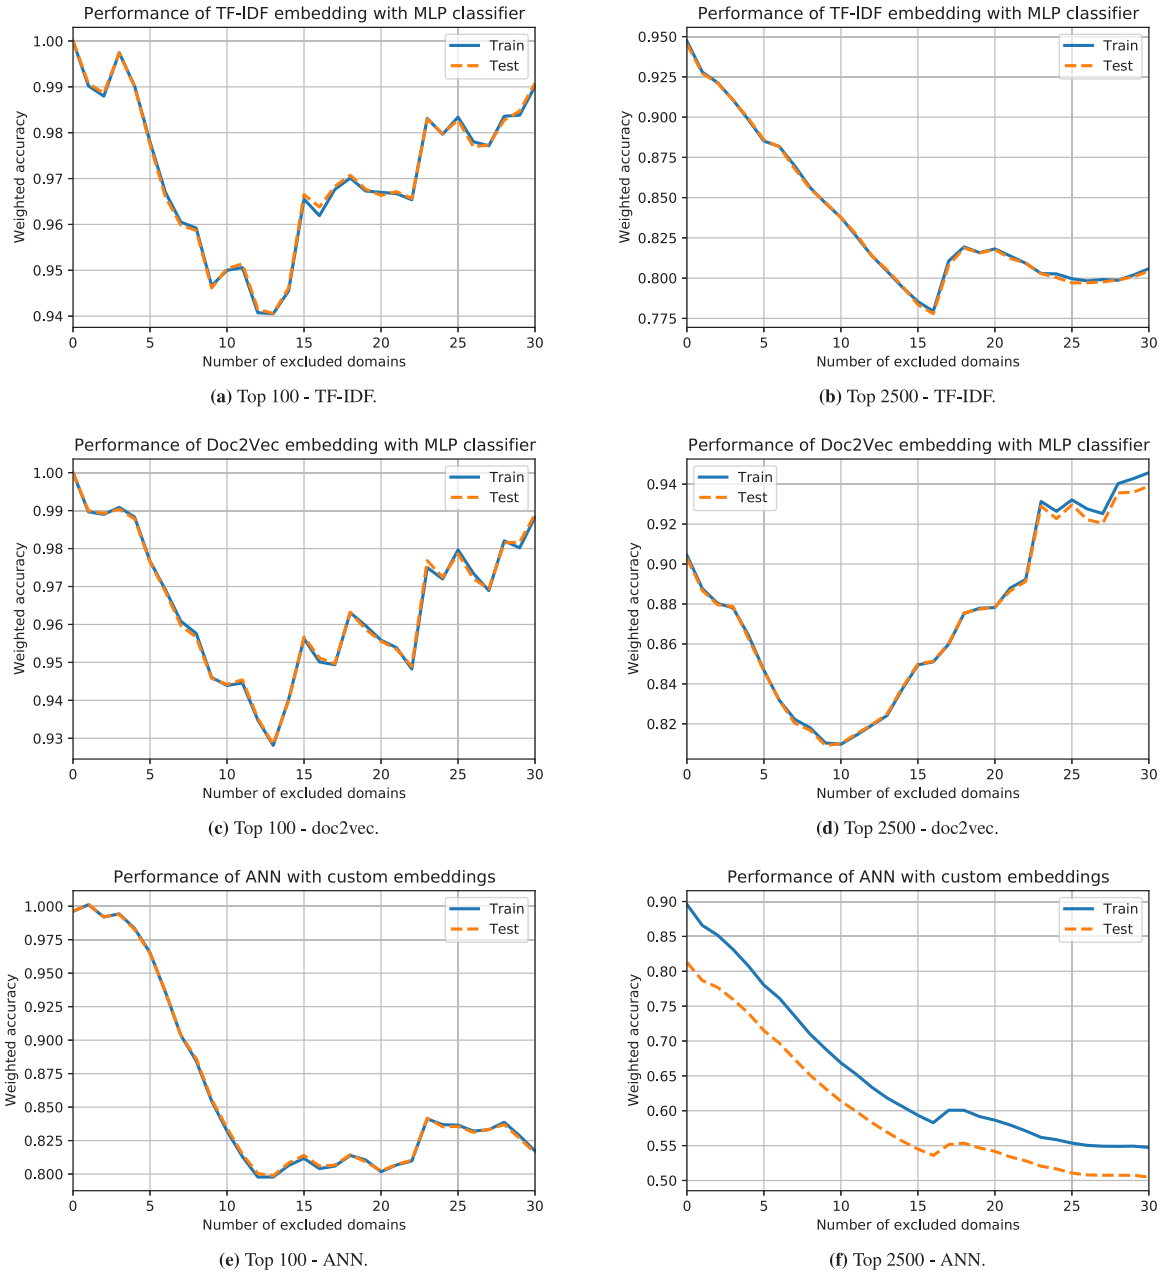 Performance of TF-IDF embedding with MLP classifier
1.00
0.99
0.98
0.97
0.96
0.95
0.94
Weighted accuracy
Train
Test
0 5 10 15 20 25 30
Number of excluded domains
(a) Top 100 - TF-IDF.
Performance of TF-IDF embedding with MLP classifier
0.950
0.925
0.900
0.875
0.850
0.825
0.800
0.775
Weighted accuracy
Train
Test
0 5 10 15 20 25 30
Number of excluded domains
(b) Top 2500 - TF-IDF.
Performance of Doc2Vec embedding with MLP classifier
1.00
0.99
0.98
0.97
0.96
0.95
0.94
0.93
Weighted accuracy
Train
Test
0 5 10 15 20 25 30
Number of excluded domains
(c) Top 100 - doc2vec.
Performance of Doc2Vec embedding with MLP classifier
0.94
0.92
0.90
0.88
0.86
0.84
0.82
Weighted accuracy
Train
Test
0 5 10 15 20 25 30
Number of excluded domains
(d) Top 2500 - doc2vec.
Performance of ANN with custom embeddings
1.000
0.975
0.950
0.925
0.900
0.875
0.850
0.825
0.800
Weighted accuracy
Train
Test
0 5 10 15 20 25 30
Number of excluded domains
(e) Top 100 - ANN.
Performance of ANN with custom embeddings
0.90
0.85
0.80
0.75
0.70
0.65
0.60
0.55
0.50
Weighted accuracy
Train
Test
0 5 10 15 20 25 30
Number of excluded domains
(f) Top 2500 - ANN.